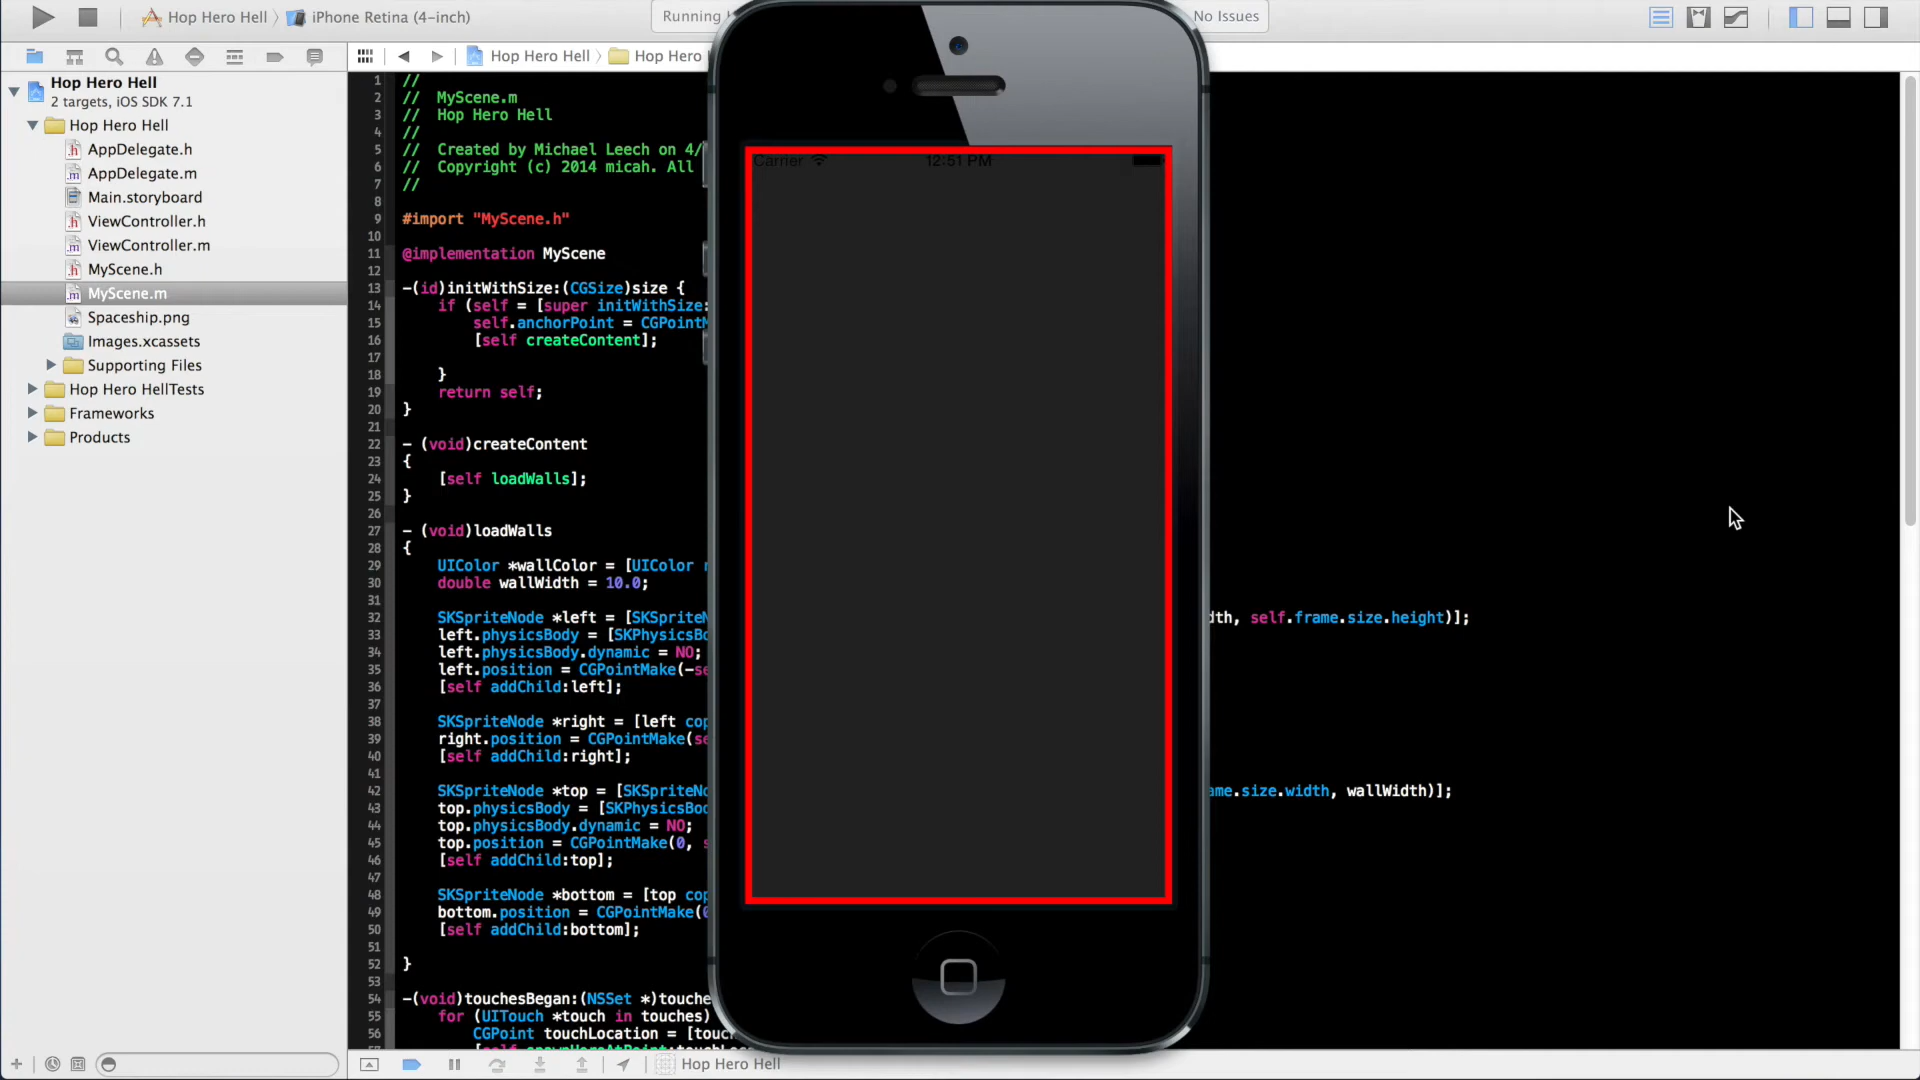 Hop Hero Hell iPhone Retina (4-inch)
Running
No Issues
Hop Hero Hell
2 targets, iOS SDK 7.1
Hop Hero Hell
AppDelegate.h
AppDelegate.m
Main.storyboard
ViewController.h
ViewController.m
MyScene.h
MyScene.m
Spaceship.png
Images.xcassets
Supporting Files
Hop Hero HellTests
Frameworks
Products
Hop Hero Hell Hop Hero
1 //
2 // MyScene.m
3 // Hop Hero Hell
4 //
5 // Created by Michael Leech on 4/
6 // Copyright (c) 2014 micah. All
7 //
8
9 #import "MyScene.h"
10
11 @implementation MyScene
12
13 -(id)initWithSize:(CGSize)size {
14 if (self = [super initWithSize:
15 self.anchorPoint = CGPointM
16 [self createContent];
17
18 }
19 return self;
20 }
21
22 - (void)createContent
23 {
24 [self loadWalls];
25 }
26
27 - (void)loadWalls
28 {
29 UIColor *wallColor = [UIColor
30 double wallWidth = 10.0;
31
32 SKSpriteNode *left = [SKSpriteNo dth, self.frame.size.height)];
33 left.physicsBody = [SKPhysicsBo
34 left.physicsBody.dynamic = NO;
35 left.position = CGPointMake(-se
36 [self addChild:left];
37
38 SKSpriteNode *right = [left cop
39 right.position = CGPointMake(se
40 [self addChild:right];
41
42 SKSpriteNode *top = [SKSpriteNo ame.size.width, wallWidth)];
43 top.physicsBody = [SKPhysicsBod
44 top.physicsBody.dynamic = NO;
45 top.position = CGPointMake(0, s
46 [self addChild:top];
47
48 SKSpriteNode *bottom = [top cop
49 bottom.position = CGPointMake(0
50 [self addChild:bottom];
51
52 }
53
54 -(void)touchesBegan:(NSSet *)touche
55 for (UITouch *touch in touches)
56 CGPoint touchLocation = [touc
Carrier 12:51 PM
Hop Hero Hell